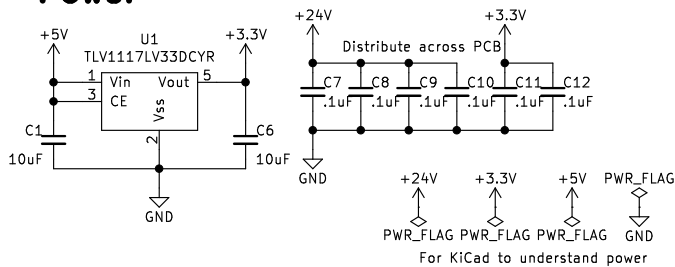 Power
+5V
U1
TLV1117LV33DCYR
+3.3V
1 Vin Vout 5
3 CE
Vss
2
C1
10uF
C6
10uF
GND
+24V
+3.3V
Distribute across PCB
C7 C8 C9 C10 C11 C12
.1uF .1uF .1uF .1uF .1uF .1uF
GND
+24V +3.3V +5V PWR_FLAG
PWR_FLAG PWR_FLAG PWR_FLAG GND
For KiCad to understand power